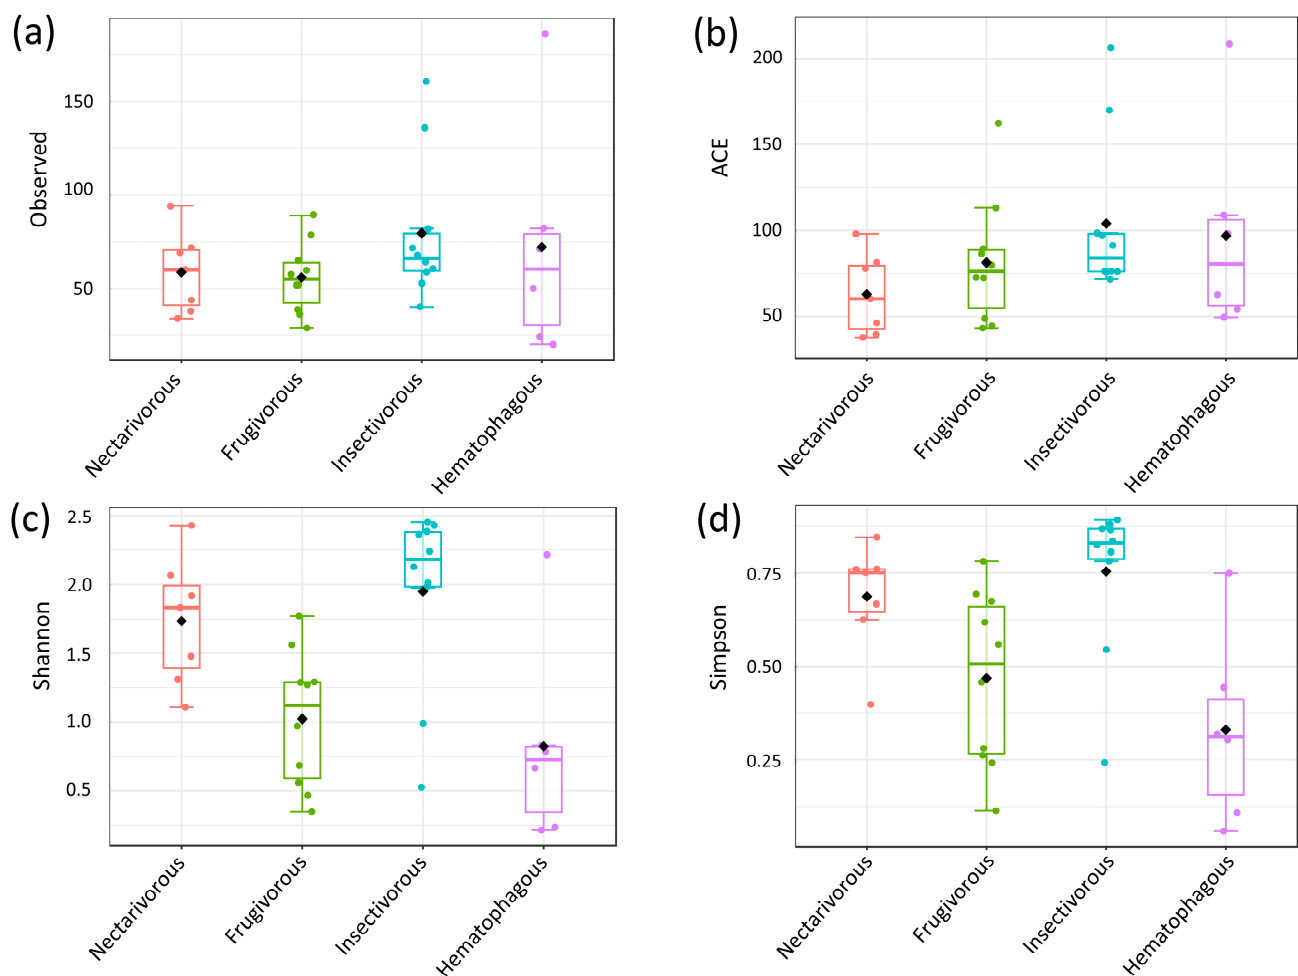 (a)
Observed
150
100
50
Nectarivorous
Frugivorous
Insectivorous
Hematophagous
(b)
ACE
200
150
100
50
Nectarivorous
Frugivorous
Insectivorous
Hematophagous
(c)
Shannon
2.5
2.0
1.5
1.0
0.5
Nectarivorous
Frugivorous
Insectivorous
Hematophagous
(d)
Simpson
0.75
0.50
0.25
Nectarivorous
Frugivorous
Insectivorous
Hematophagous